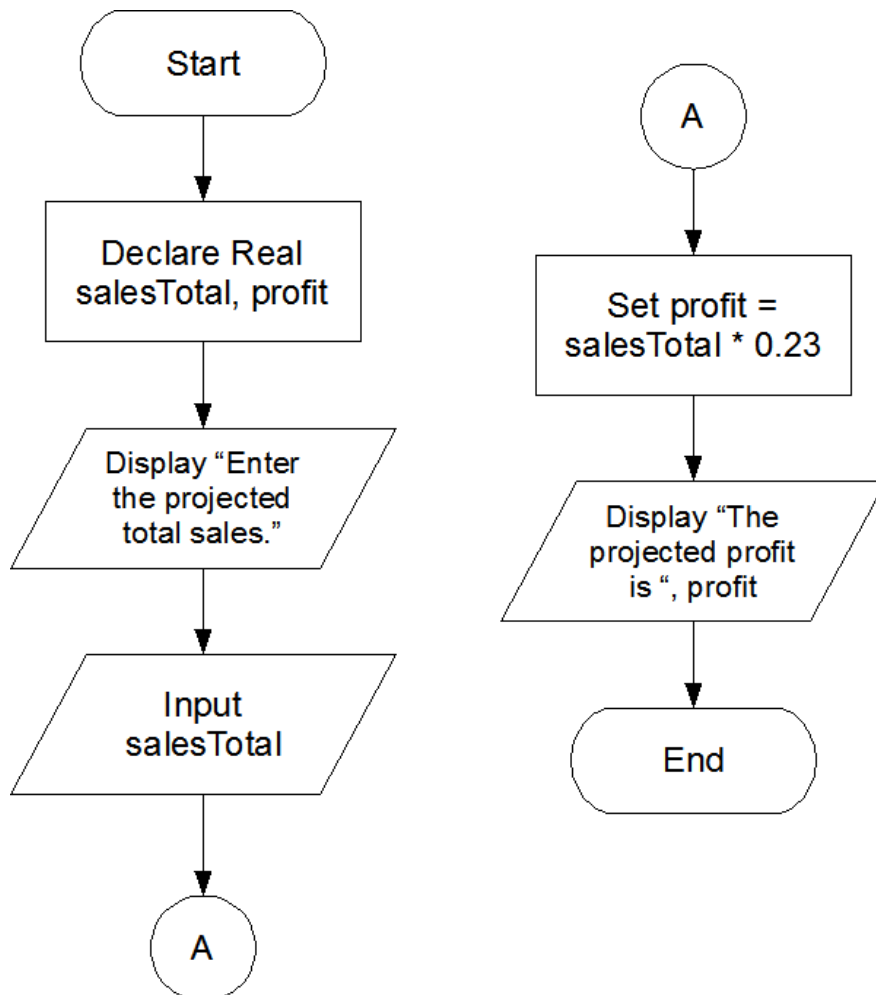 Start
Declare Real
salesTotal, profit
Display “Enter
the projected
total sales.”
Input
salesTotal
A
A
Set profit =
salesTotal * 0.23
Display “The
projected profit
is “, profit
End